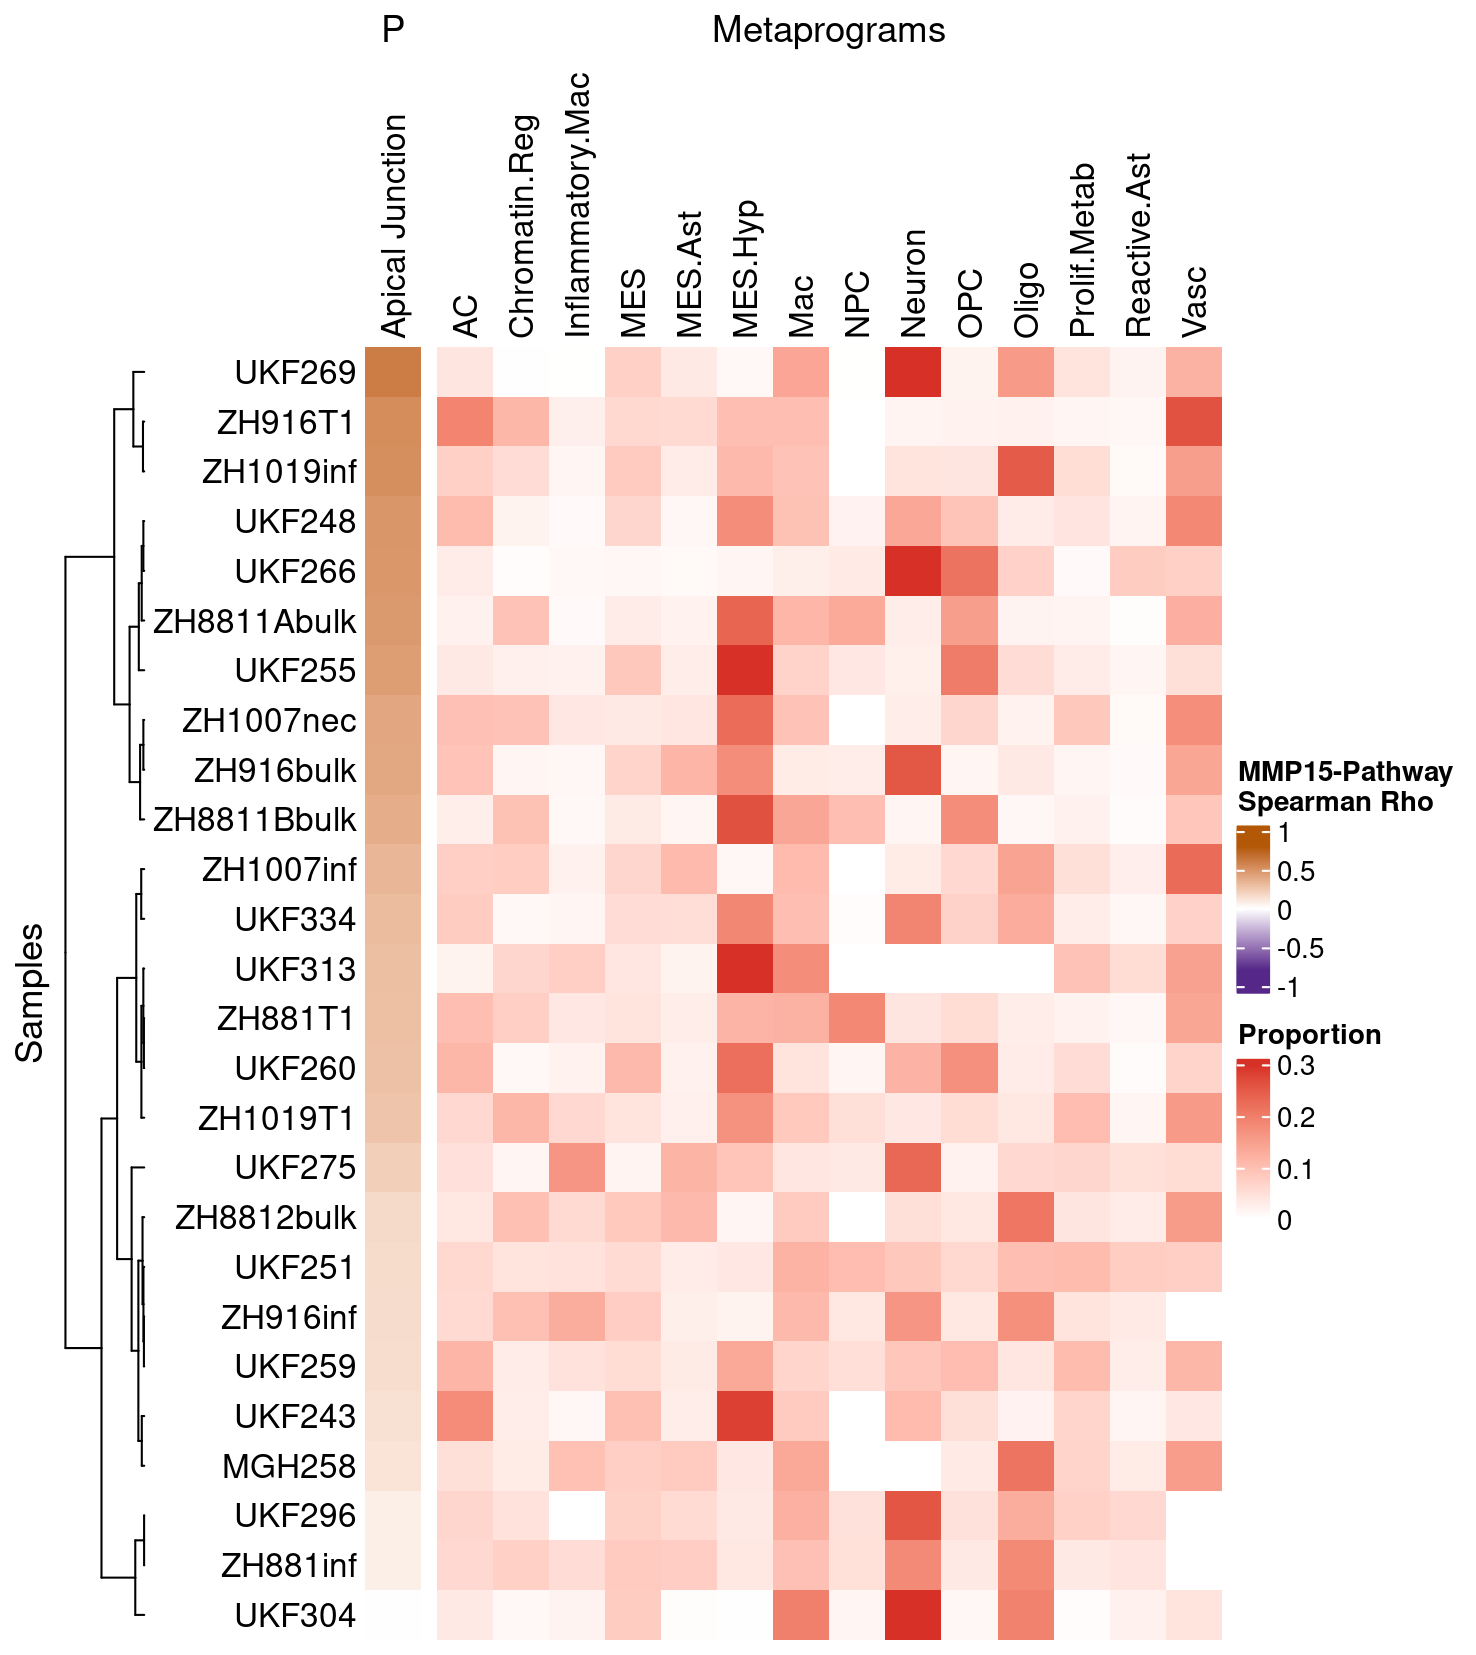 P
Metaprograms
Apical Junction
AC
Chromatin.Reg
Inflammatory.Mac
MES
MES.Ast
MES.Hyp
Mac
NPC
Neuron
OPC
Oligo
Prolif.Metab
Reactive.Ast
Vasc
Samples
UKF269
ZH916T1
ZH1019inf
UKF248
UKF266
ZH8811Abulk
UKF255
ZH1007nec
ZH916bulk
ZH8811Bbulk
ZH1007inf
UKF334
UKF313
ZH881T1
UKF260
ZH1019T1
UKF275
ZH8812bulk
UKF251
ZH916inf
UKF259
UKF243
MGH258
UKF296
ZH881inf
UKF304
MMP15-Pathway
Spearman Rho
1
0.5
0
-0.5
-1
Proportion
0.3
0.2
0.1
0